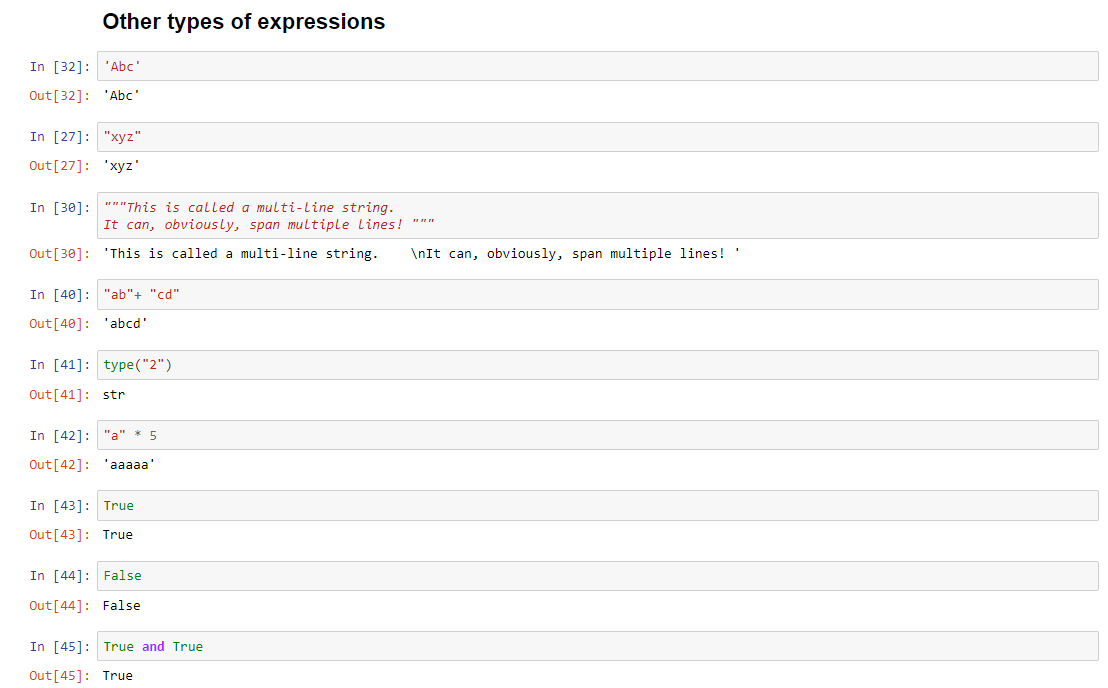 Other types of expressions
In [32]: 'Abc'
Out[32]: 'Abc'
In [27]: "xyz"
Out[27]: 'xyz'
In [30]: """This is called a multi-line string.
It can, obviously, span multiple lines! """
Out[30]: 'This is called a multi-line string.    \nIt can, obviously, span multiple lines! '
In [40]: "ab"+ "cd"
Out[40]: 'abcd'
In [41]: type("2")
Out[41]: str
In [42]: "a" * 5
Out[42]: 'aaaaa'
In [43]: True
Out[43]: True
In [44]: False
Out[44]: False
In [45]: True and True
Out[45]: True